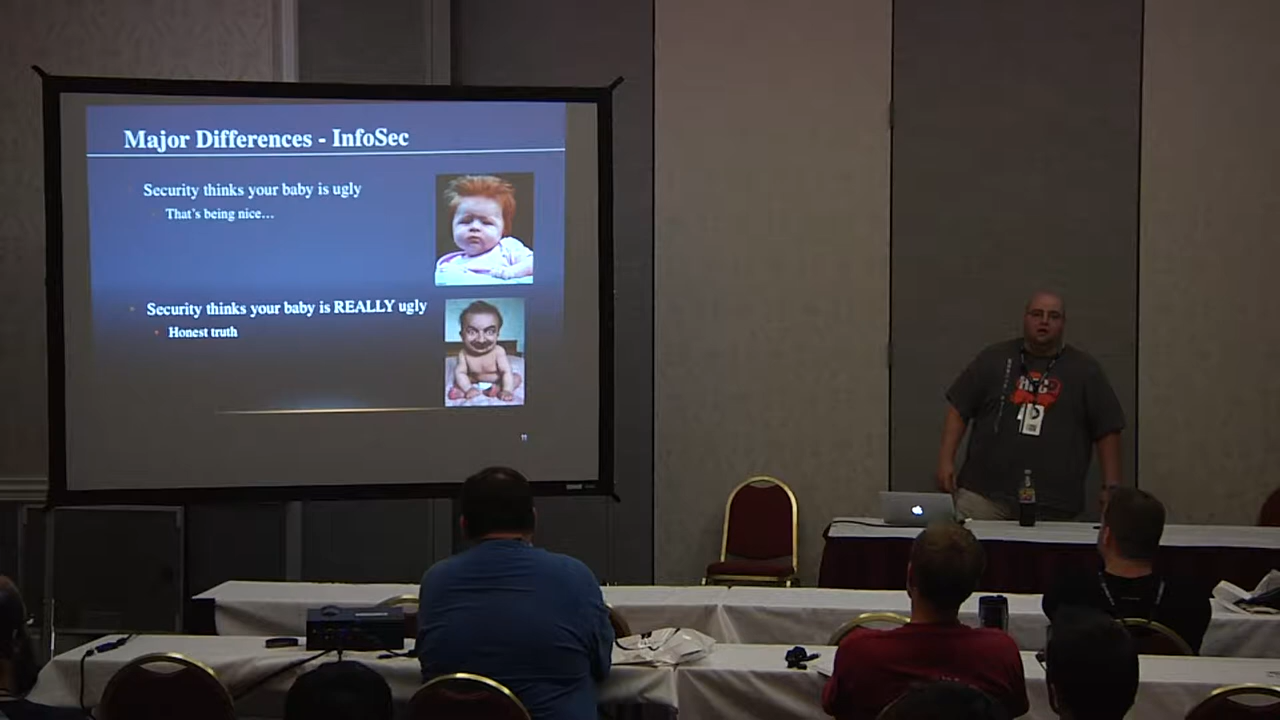 Major Differences - InfoSec
Security thinks your baby is ugly
That's being nice…
Security thinks your baby is REALLY ugly
Honest truth
11